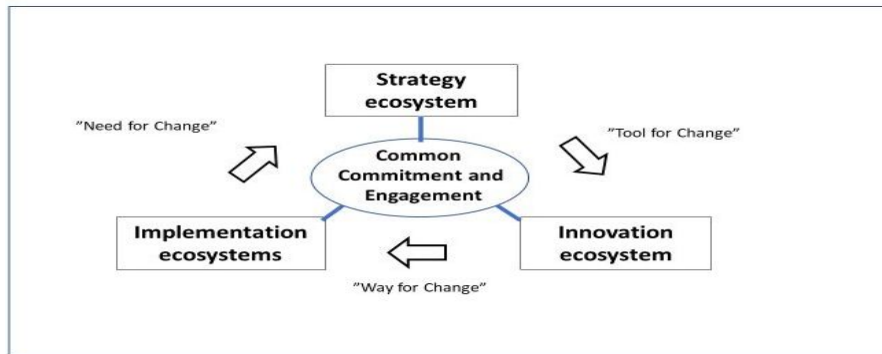 Strategy
ecosystem
”Need for Change”
”Tool for Change”
Common
Commitment and
Engagement
Implementation
ecosystems
Innovation
ecosystem
”Way for Change”